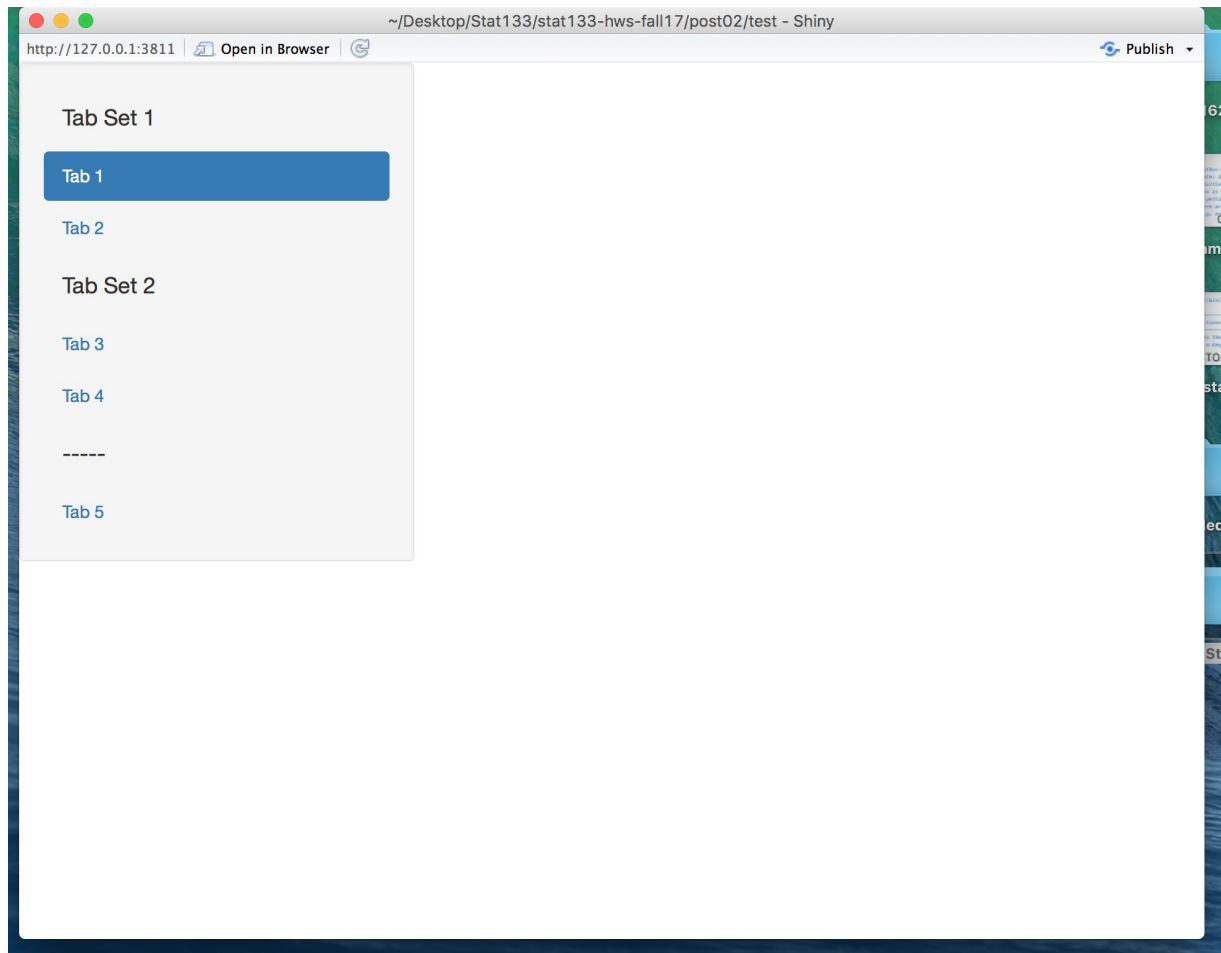 ~/Desktop/Stat133/stat133-hws-fall17/post02/test - Shiny
http://127.0.0.1:3811 Open in Browser Publish
Tab Set 1
Tab 1
Tab 2
Tab Set 2
Tab 3
Tab 4
-----
Tab 5